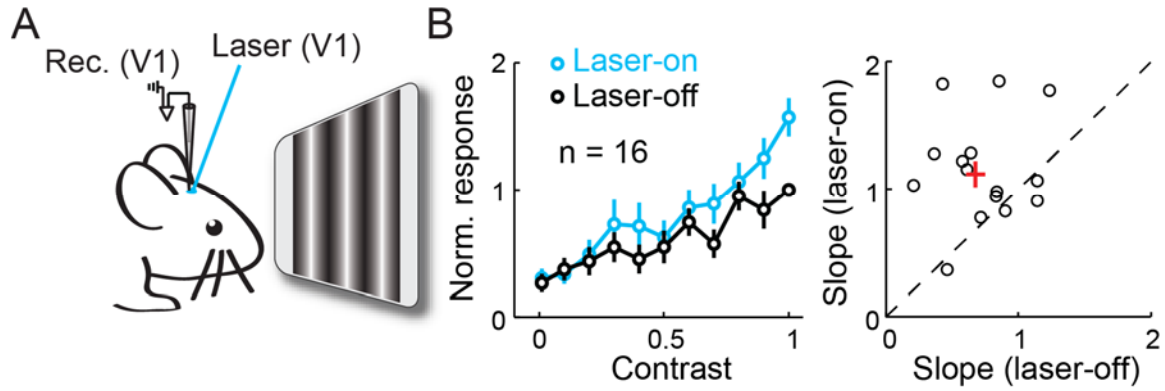 A
Rec. (V1)
Laser (V1)
B
Norm. response
2
1
0
Laser-on
Laser-off
n = 16
0
0.5
1
Contrast
Slope (laser-on)
2
1
0
0
1
2
Slope (laser-off)